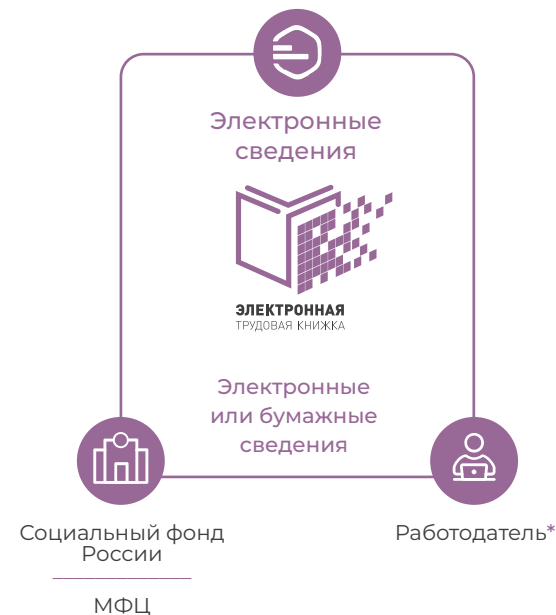 Электронные
сведения
ЭЛЕКТРОННАЯ
ТРУДОВАЯ КНИЖКА
Электронные
или бумажные
сведения
Социальный фонд
России
МФЦ
Работодатель*